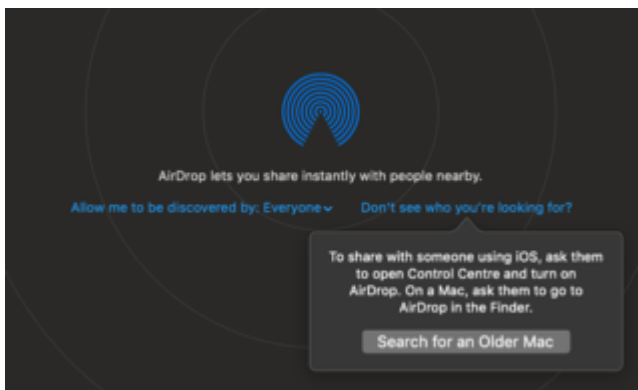 AirDrop lets you share instantly with people nearby.
Allow me to be discovered by: Everyone
Don't see who you're looking for?
To share with someone using iOS, ask them
to open Control Centre and turn on
AirDrop. On a Mac, ask them to go to
AirDrop in the Finder.
Search for an Older Mac